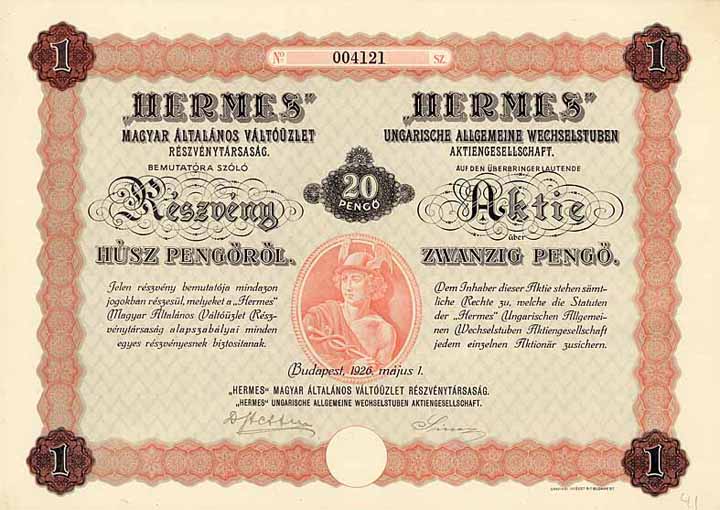 1
1
No 004121 SZ.
„HERMES”
MAGYAR ÁLTALÁNOS VÁLTÓÜZLET
RÉSZVÉNYTÁRSASÁG.
BEMUTATÓRA SZÓLÓ
Részvény
HÚSZ PENGŐRŐL.
Jelen részvény bemutatója mindazon
jogokban részesül, melyeket a „Hermes”
Magyar Általános Váltóüzlet Rész-
vénytársaság alapszabályai minden
egyes részvényesnek biztosítanak.
20
PENGŐ
„HERMES”
UNGARISCHE ALLGEMEINE WECHSELSTUBEN
AKTIENGESELLSCHAFT.
AUF DEN ÜBERBRINGER LAUTENDE
Aktie
über
ZWANZIG PENGŐ.
Dem Inhaber dieser Aktie stehen sämt-
liche Rechte zu, welche die Statuten
der „Hermes” Ungarischen Allgemei-
nen Wechselstuben Aktiengesellschaft
jedem einzelnen Aktionär zusichern.
Budapest, 1926. május 1.
„HERMES” MAGYAR ÁLTALÁNOS VÁLTÓÜZLET RÉSZVÉNYTÁRSASÁG.
„HERMES” UNGARISCHE ALLGEMEINE WECHSELSTUBEN AKTIENGESELLSCHAFT.
1
1
41